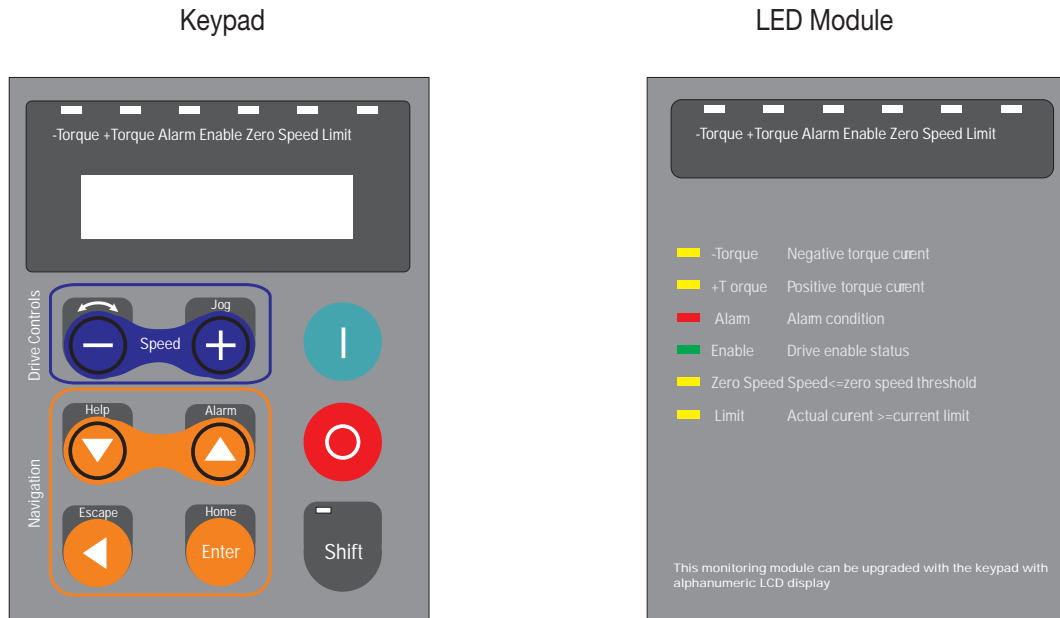 Keypad
-Torque +Torque Alarm Enable Zero Speed Limit
Drive Controls
Jog
Speed
Navigation
Help
Alarm
Escape
Home
Enter
Shift
LED Module
-Torque +Torque Alarm Enable Zero Speed Limit
-Torque Negative torque current
+T orque Positive torque current
Alarm Alarm condition
Enable Drive enable status
Zero Speed Speed<=zero speed threshold
Limit Actual curent >=current limit
This monitoring module can be upgraded with the keypad with
alphanumeric LCD display